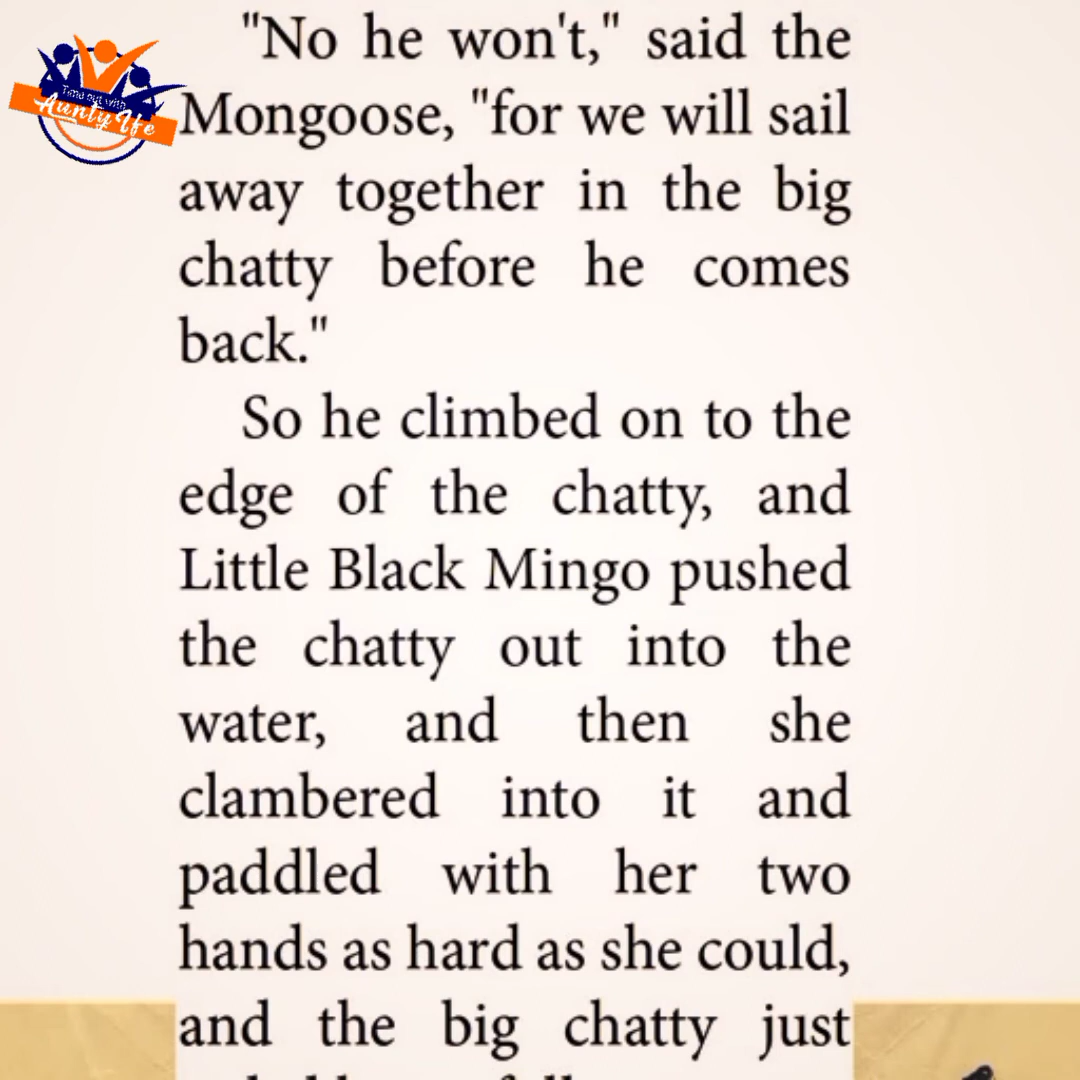 Time out with
Aunty Ife
"No he won't," said the
Mongoose, "for we will sail
away together in the big
chatty before he comes
back."
So he climbed on to the
edge of the chatty, and
Little Black Mingo pushed
the chatty out into the
water, and then she
clambered into it and
paddled with her two
hands as hard as she could,
and the big chatty just